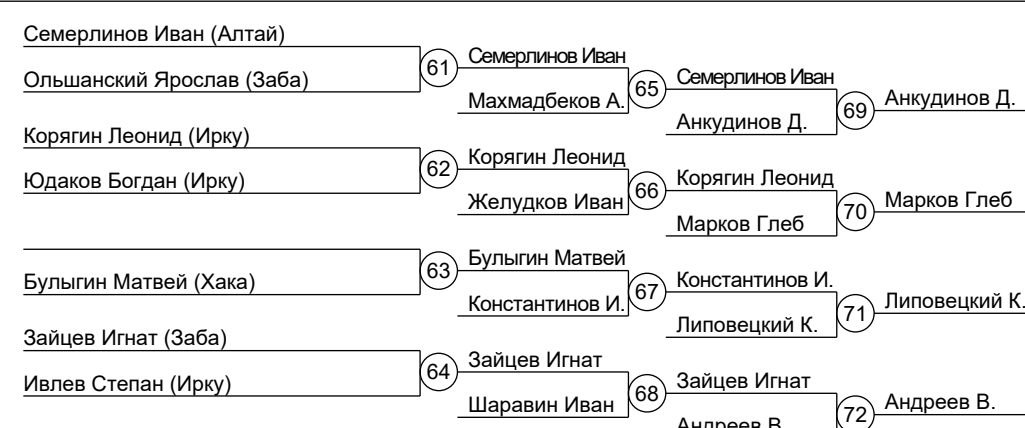 Семерлинов Иван (Алтай)
Ольшанский Ярослав (Заба)
61
Семерлинов Иван
Махмадбеков А.
65
Семерлинов Иван
Анкудинов Д.
69
Анкудинов Д.
Корягин Леонид (Ирку)
Юдаков Богдан (Ирку)
62
Корягин Леонид
Желудков Иван
66
Корягин Леонид
Марков Глеб
70
Марков Глеб
Булыгин Матвей (Хака)
63
Булыгин Матвей
Константинов И.
67
Константинов И.
Липовецкий К.
71
Липовецкий К.
Зайцев Игнат (Заба)
Ивлев Степан (Ирку)
64
Зайцев Игнат
Шаравин Иван
68
Зайцев Игнат
Андреев В.
72
Андреев В.